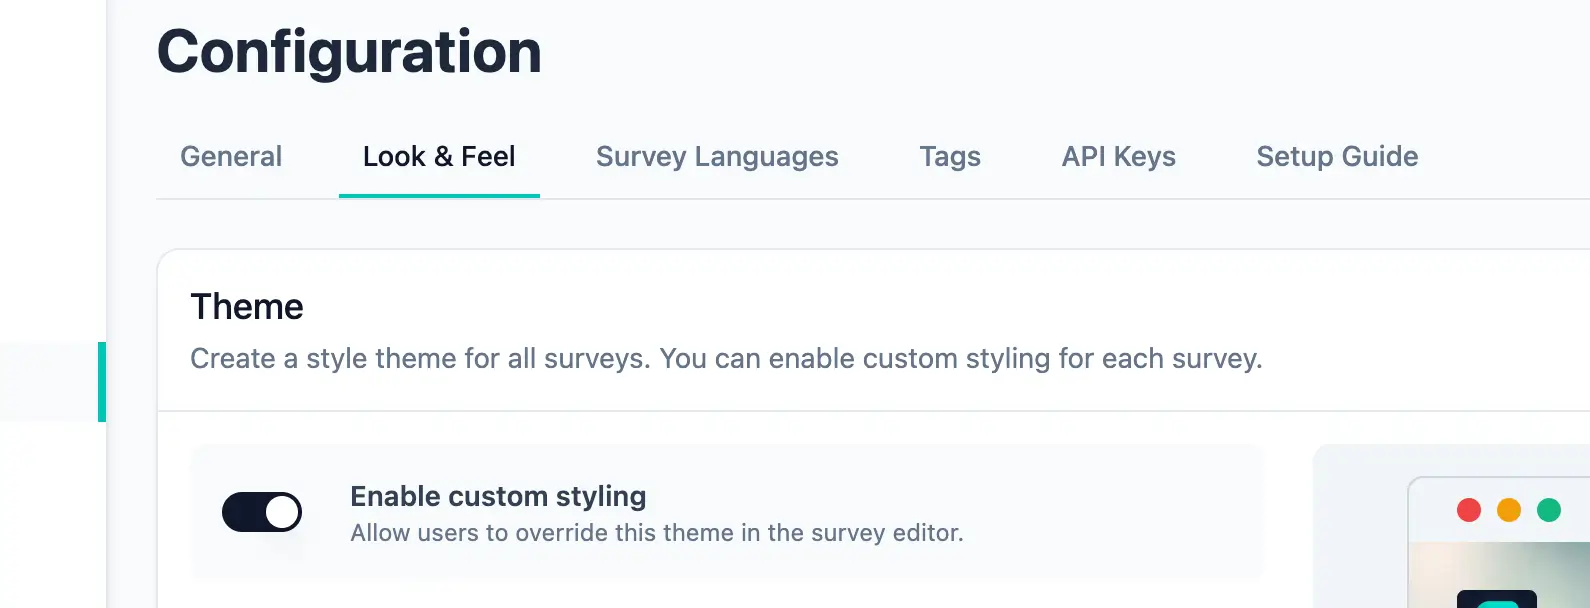 Configuration
General Look & Feel Survey Languages Tags API Keys Setup Guide
Theme
Create a style theme for all surveys. You can enable custom styling for each survey.
Enable custom styling
Allow users to override this theme in the survey editor.